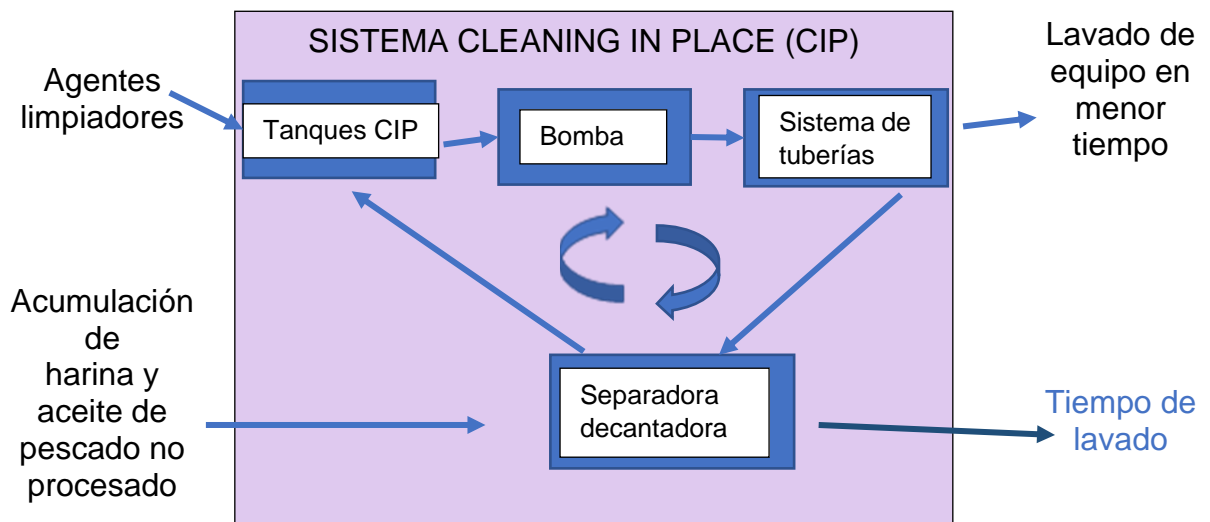 SISTEMA CLEANING IN PLACE (CIP)
Agentes
limpiadores
Tanques CIP
Bomba
Sistema de
tuberías
Lavado de
equipo en
menor
tiempo
Acumulación
de
harina y
aceite de
pescado no
procesado
Separadora
decantadora
Tiempo de
lavado